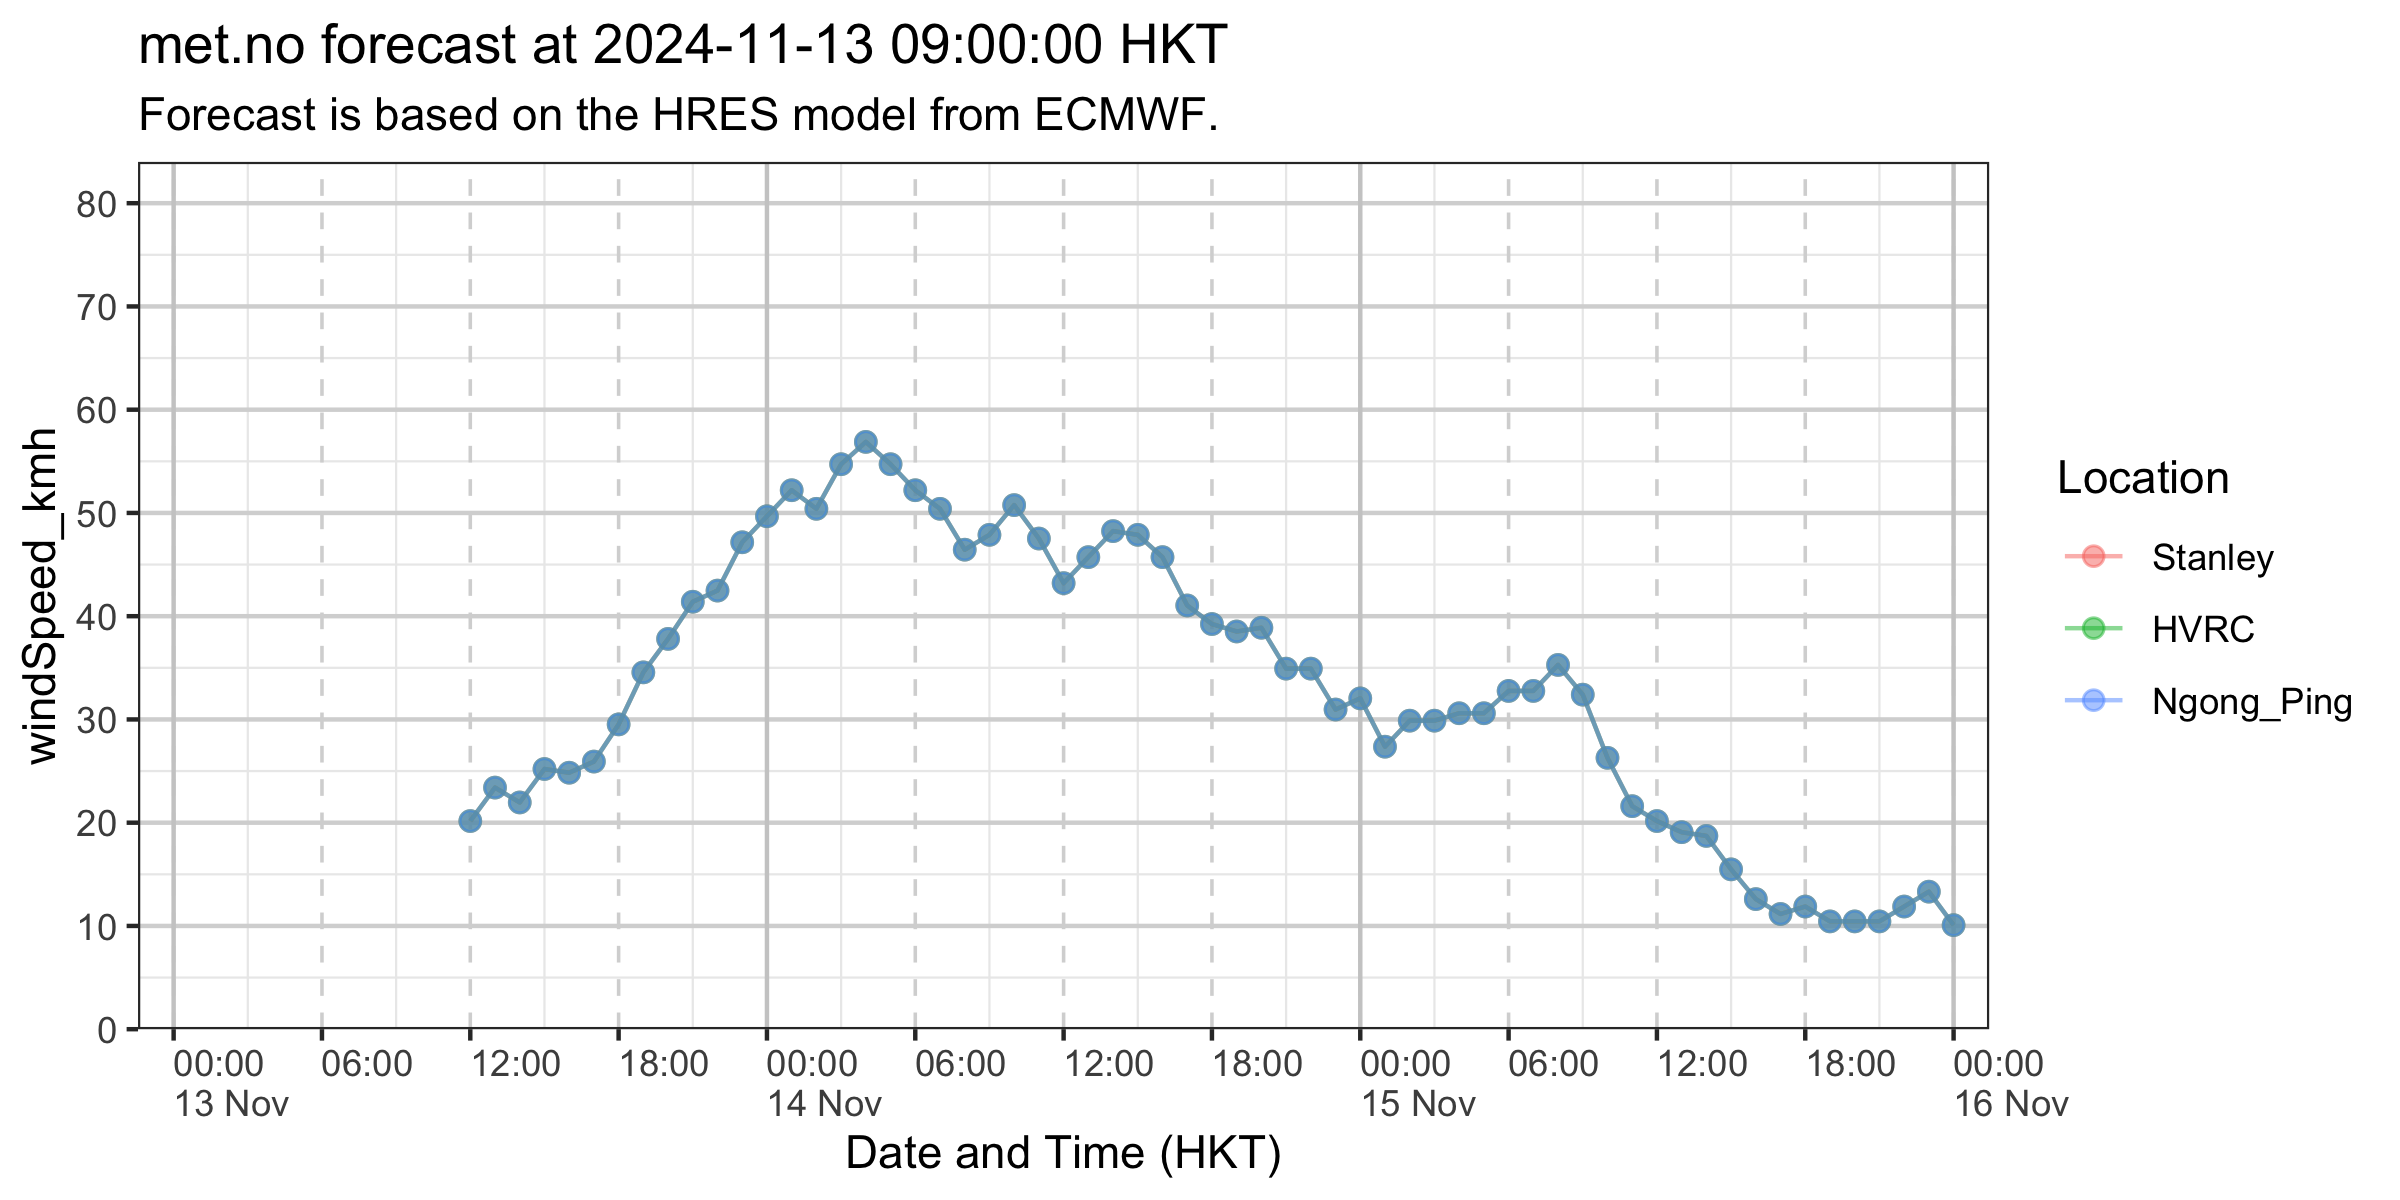 met.no forecast at 2024-11-13 09:00:00 HKT
Forecast is based on the HRES model from ECMWF.
windSpeed_kmh
80
70
60
50
40
30
20
10
0
00:00 06:00 12:00 18:00 00:00 06:00 12:00 18:00 00:00 06:00 12:00 18:00 00:00
13 Nov 14 Nov 15 Nov 16 Nov
Date and Time (HKT)
Location
Stanley
HVRC
Ngong_Ping